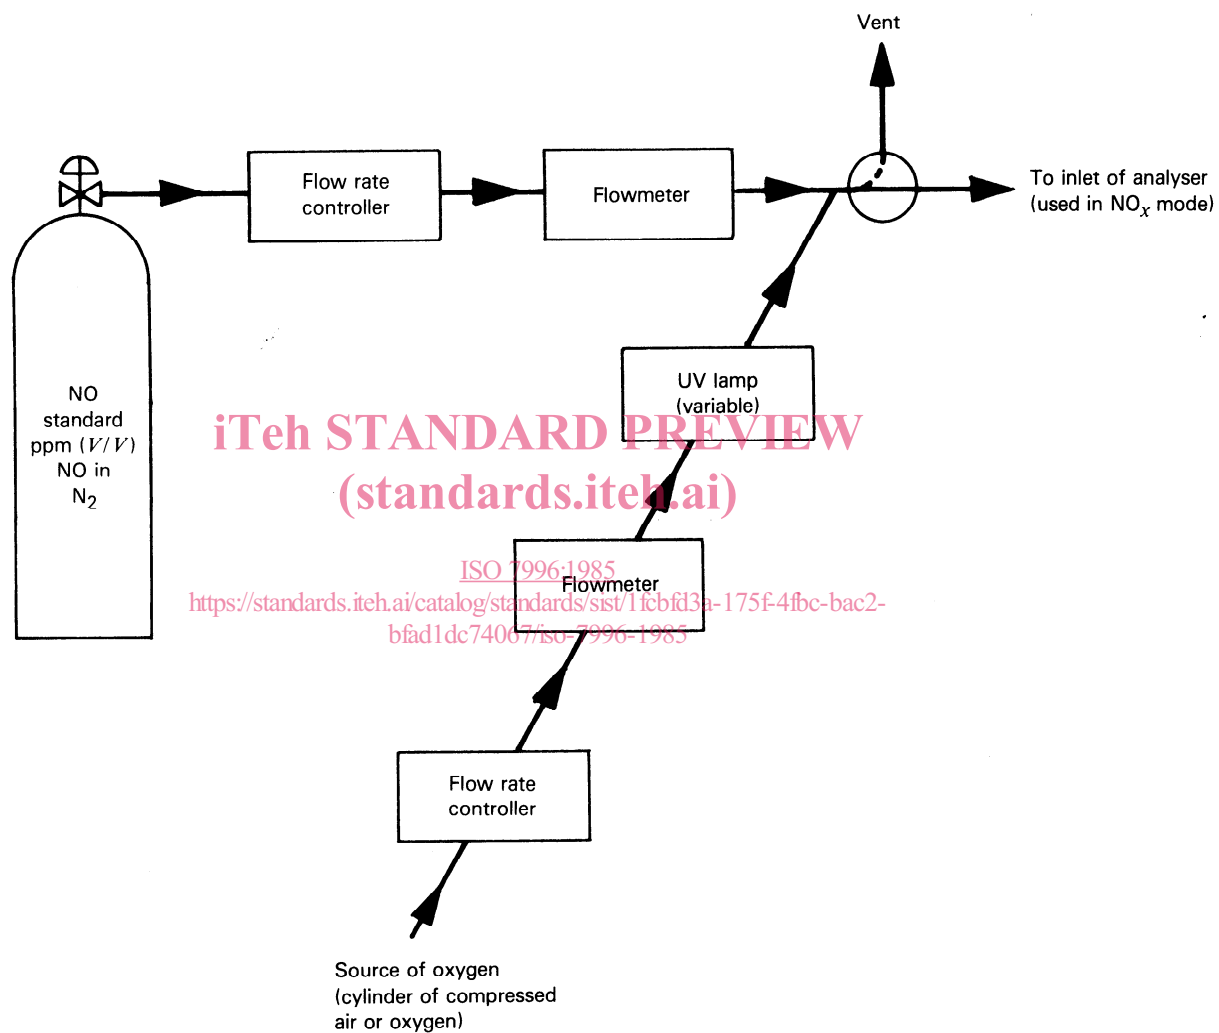 Vent
Flow rate
controller
Flowmeter
To inlet of analyser
(used in NOx mode)
UV lamp
(variable)
NO
standard
ppm (V/V)
NO in
N2
iTeh STANDARD PREVIEW
(standards.iteh.ai)
ISO 7996:1985
Flowmeter
https://standards.iteh.ai/catalog/standards/sist/1fcbfd3a-175f-4fbc-bac2-
bfad1dc74067/iso-7996-1985
Flow rate
controller
Source of oxygen
(cylinder of compressed
air or oxygen)